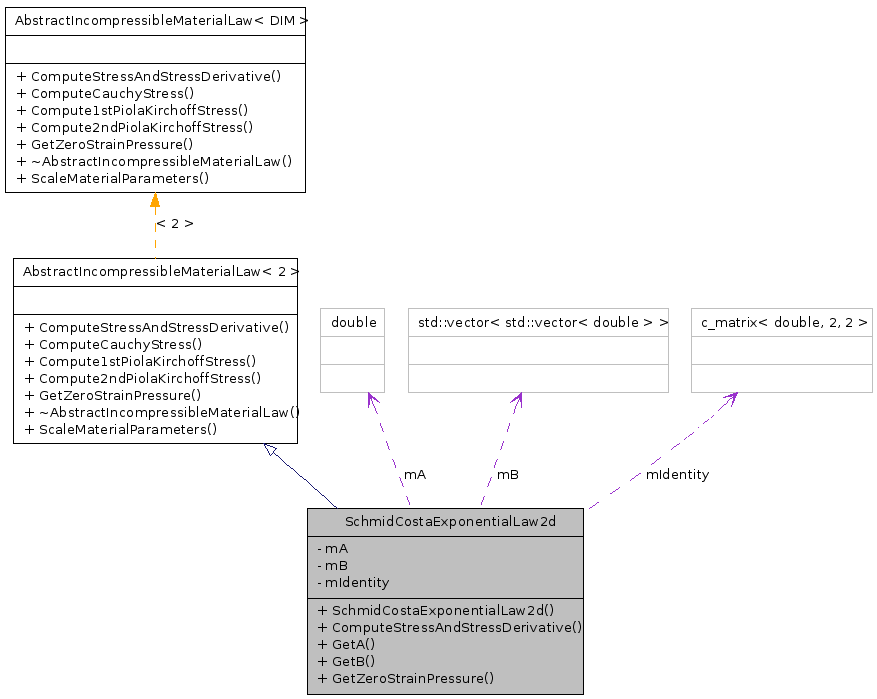 AbstractIncompressibleMaterialLaw< DIM >
+ ComputeStressAndStressDerivative()
+ ComputeCauchyStress()
+ Compute1stPiolaKirchoffStress()
+ Compute2ndPiolaKirchoffStress()
+ GetZeroStrainPressure()
+ ~AbstractIncompressibleMaterialLaw()
+ ScaleMaterialParameters()
< 2 >
AbstractIncompressibleMaterialLaw< 2 >
+ ComputeStressAndStressDerivative()
+ ComputeCauchyStress()
+ Compute1stPiolaKirchoffStress()
+ Compute2ndPiolaKirchoffStress()
+ GetZeroStrainPressure()
+ ~AbstractIncompressibleMaterialLaw()
+ ScaleMaterialParameters()
double
std::vector< std::vector< double > >
c_matrix< double, 2, 2 >
mA
mB
mIdentity
SchmidCostaExponentialLaw2d
- mA
- mB
- mIdentity
+ SchmidCostaExponentialLaw2d()
+ ComputeStressAndStressDerivative()
+ GetA()
+ GetB()
+ GetZeroStrainPressure()